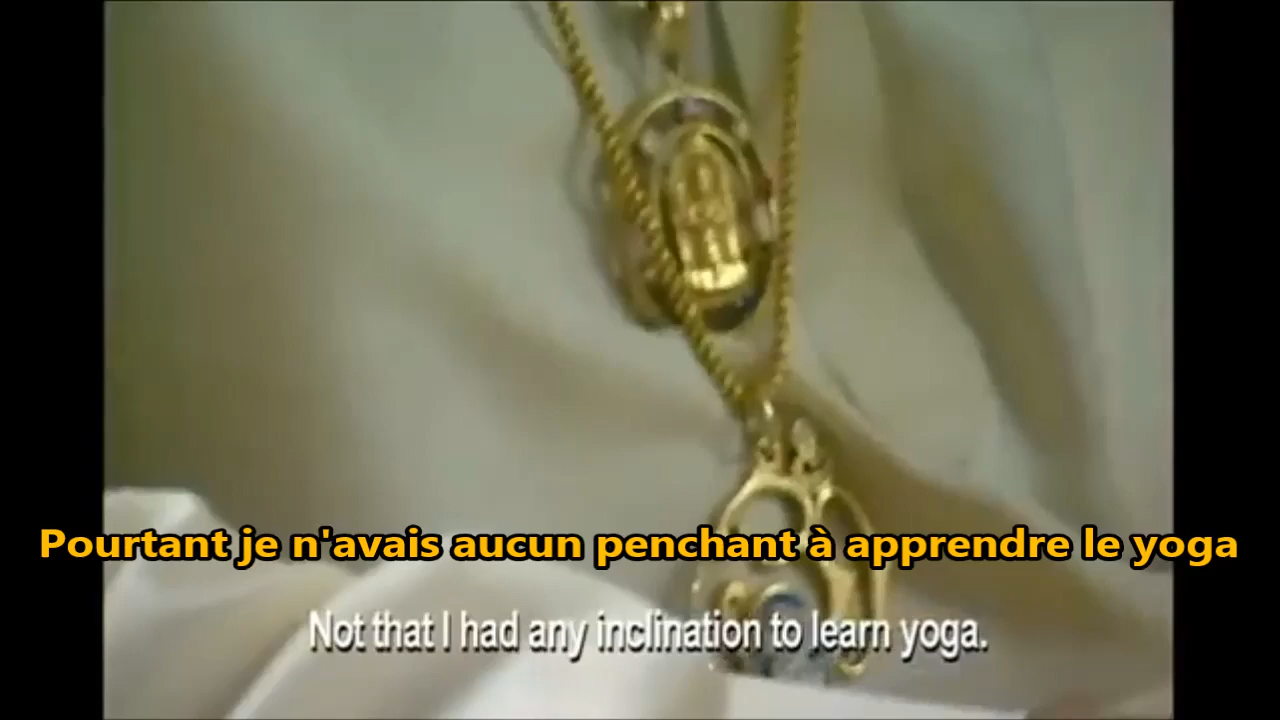 Pourtant je n'avais aucun penchant à apprendre le yoga
Not that I had any inclination to learn yoga.